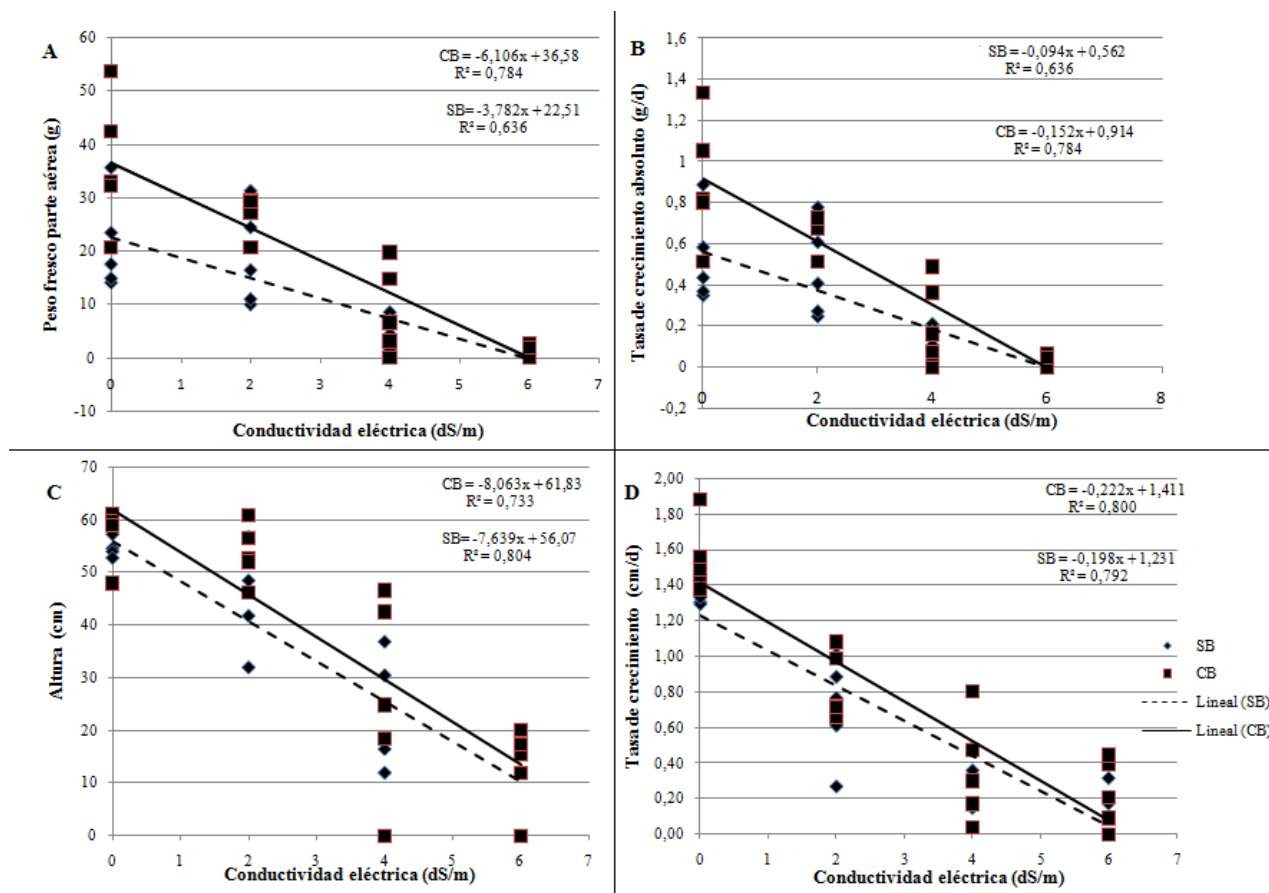 A
60
50
40
30
20
10
0
-10
0 1 2 3 4 5 6 7
Peso fresco parte aérea (g)
Conductividad eléctrica (dS/m)
CB = -6,106x + 36,58
R² = 0,784
SB= -3,782x + 22,51
R² = 0,636
B
1,6
1,4
1,2
1
0,8
0,6
0,4
0,2
0
-0,2
0 2 4 6 8
Tasa de crecimiento absoluto (g/d)
Conductividad eléctrica (dS/m)
SB = -0,094x + 0,562
R² = 0,636
CB = -0,152x + 0,914
R² = 0,784
C
70
60
50
40
30
20
10
0
0 1 2 3 4 5 6 7
Altura (cm)
Conductividad eléctrica (dS/m)
CB = -8,063x + 61,83
R² = 0,733
SB= -7,639x + 56,07
R² = 0,804
D
2,00
1,80
1,60
1,40
1,20
1,00
0,80
0,60
0,40
0,20
0,00
0 1 2 3 4 5 6 7
Tasa de crecimiento (cm/d)
Conductividad eléctrica (dS/m)
CB = -0,222x + 1,411
R² = 0,800
SB = -0,198x + 1,231
R² = 0,792
SB
CB
Lineal (SB)
Lineal (CB)